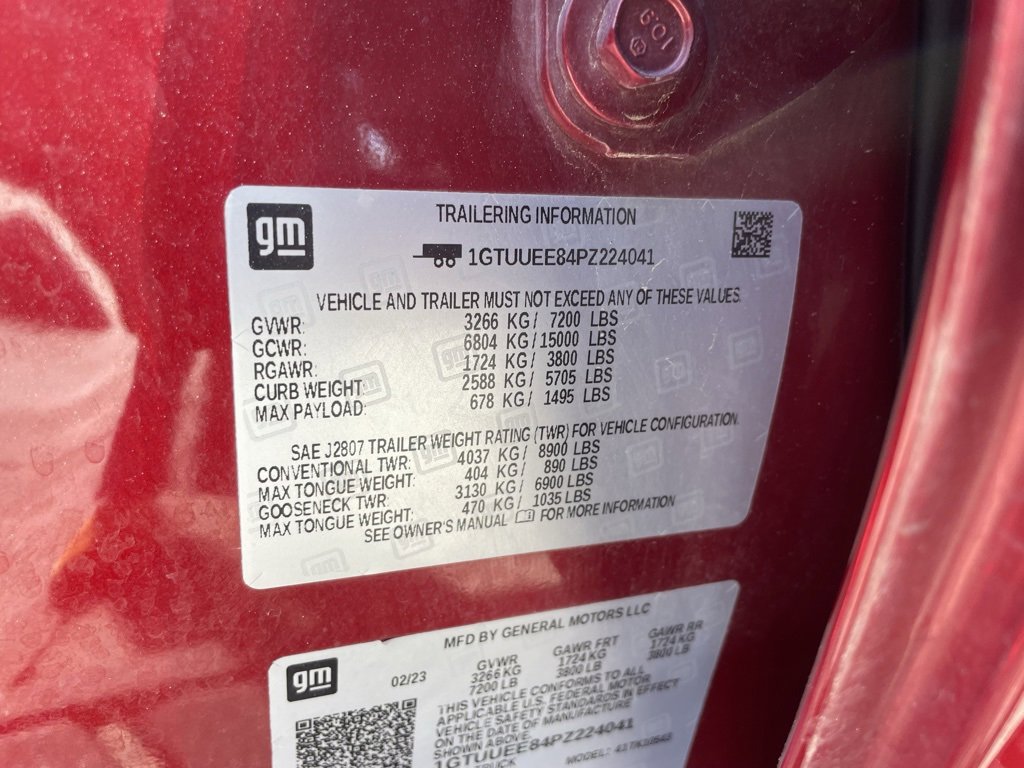 10.9
gm
TRAILERING INFORMATION
1GTUUEE84PZ224041
VEHICLE AND TRAILER MUST NOT EXCEED ANY OF THESE VALUES.
GVWR: 3266 KG/ 7200 LBS
GCWR: 6804 KG/15000 LBS
RGAWR: 1724 KG/ 3800 LBS
CURB WEIGHT: 2588 KG/ 5705 LBS
MAX PAYLOAD: 678 KG/ 1495 LBS
SAE J2807 TRAILER WEIGHT RATING (TWR) FOR VEHICLE CONFIGURATION.
CONVENTIONAL TWR: 4037 KG/ 8900 LBS
MAX TONGUE WEIGHT: 404 KG/ 890 LBS
GOOSENECK TWR: 3130 KG/ 6900 LBS
MAX TONGUE WEIGHT: 470 KG/ 1035 LBS
SEE OWNER'S MANUAL FOR MORE INFORMATION
gm
MFD BY GENERAL MOTORS LLC
02/23 GVWR GAWR FRT GAWR RR
3266 KG 1724 KG 1724 KG
7200 LB 3800 LB 3800 LB
THIS VEHICLE CONFORMS TO ALL
APPLICABLE U.S. FEDERAL MOTOR
VEHICLE SAFETY STANDARDS IN EFFECT
ON THE DATE OF MANUFACTURE
SHOWN ABOVE.
1GTUUEE84PZ224041
TRUCK MODEL: